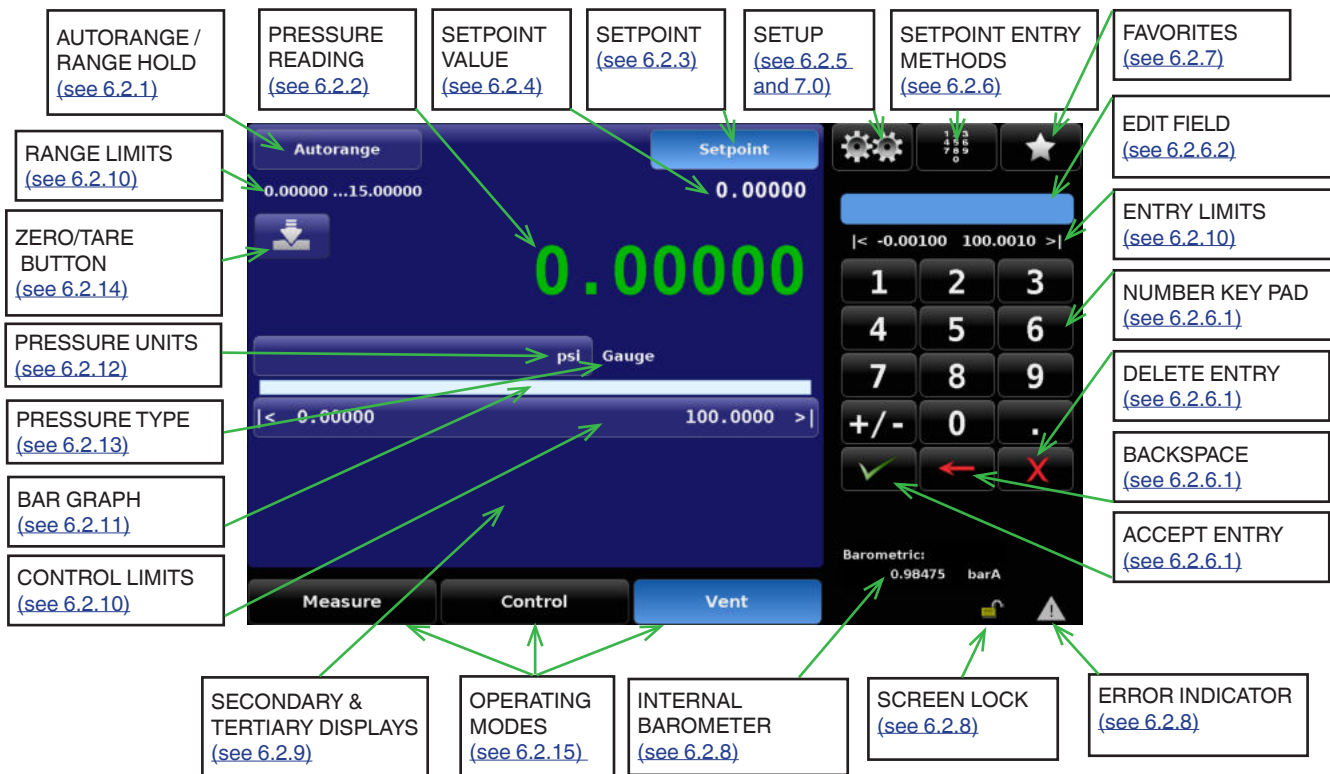 AUTORANGE /
RANGE HOLD
(see 6.2.1)
PRESSURE
READING
(see 6.2.2)
SETPOINT
VALUE
(see 6.2.4)
SETPOINT
(see 6.2.3)
SETUP
(see 6.2.5
and 7.0)
SETPOINT ENTRY
METHODS
(see 6.2.6)
FAVORITES
(see 6.2.7)
EDIT FIELD
(see 6.2.6.2)
ENTRY LIMITS
(see 6.2.10)
NUMBER KEY PAD
(see 6.2.6.1)
DELETE ENTRY
(see 6.2.6.1)
BACKSPACE
(see 6.2.6.1)
ACCEPT ENTRY
(see 6.2.6.1)
RANGE LIMITS
(see 6.2.10)
ZERO/TARE
BUTTON
(see 6.2.14)
PRESSURE UNITS
(see 6.2.12)
PRESSURE TYPE
(see 6.2.13)
BAR GRAPH
(see 6.2.11)
CONTROL LIMITS
(see 6.2.10)
Autorange
Setpoint
0.00000 ...15.00000
0.00000
0.00000
psi Gauge
|< 0.00000 100.0000 >|
Measure Control Vent
|< -0.00100 100.0010 >|
1 2 3
4 5 6
7 8 9
+/- 0 .
X
Barometric:
0.98475 barA
SECONDARY &
TERTIARY DISPLAYS
(see 6.2.9)
OPERATING
MODES
(see 6.2.15)
INTERNAL
BAROMETER
(see 6.2.8)
SCREEN LOCK
(see 6.2.8)
ERROR INDICATOR
(see 6.2.8)